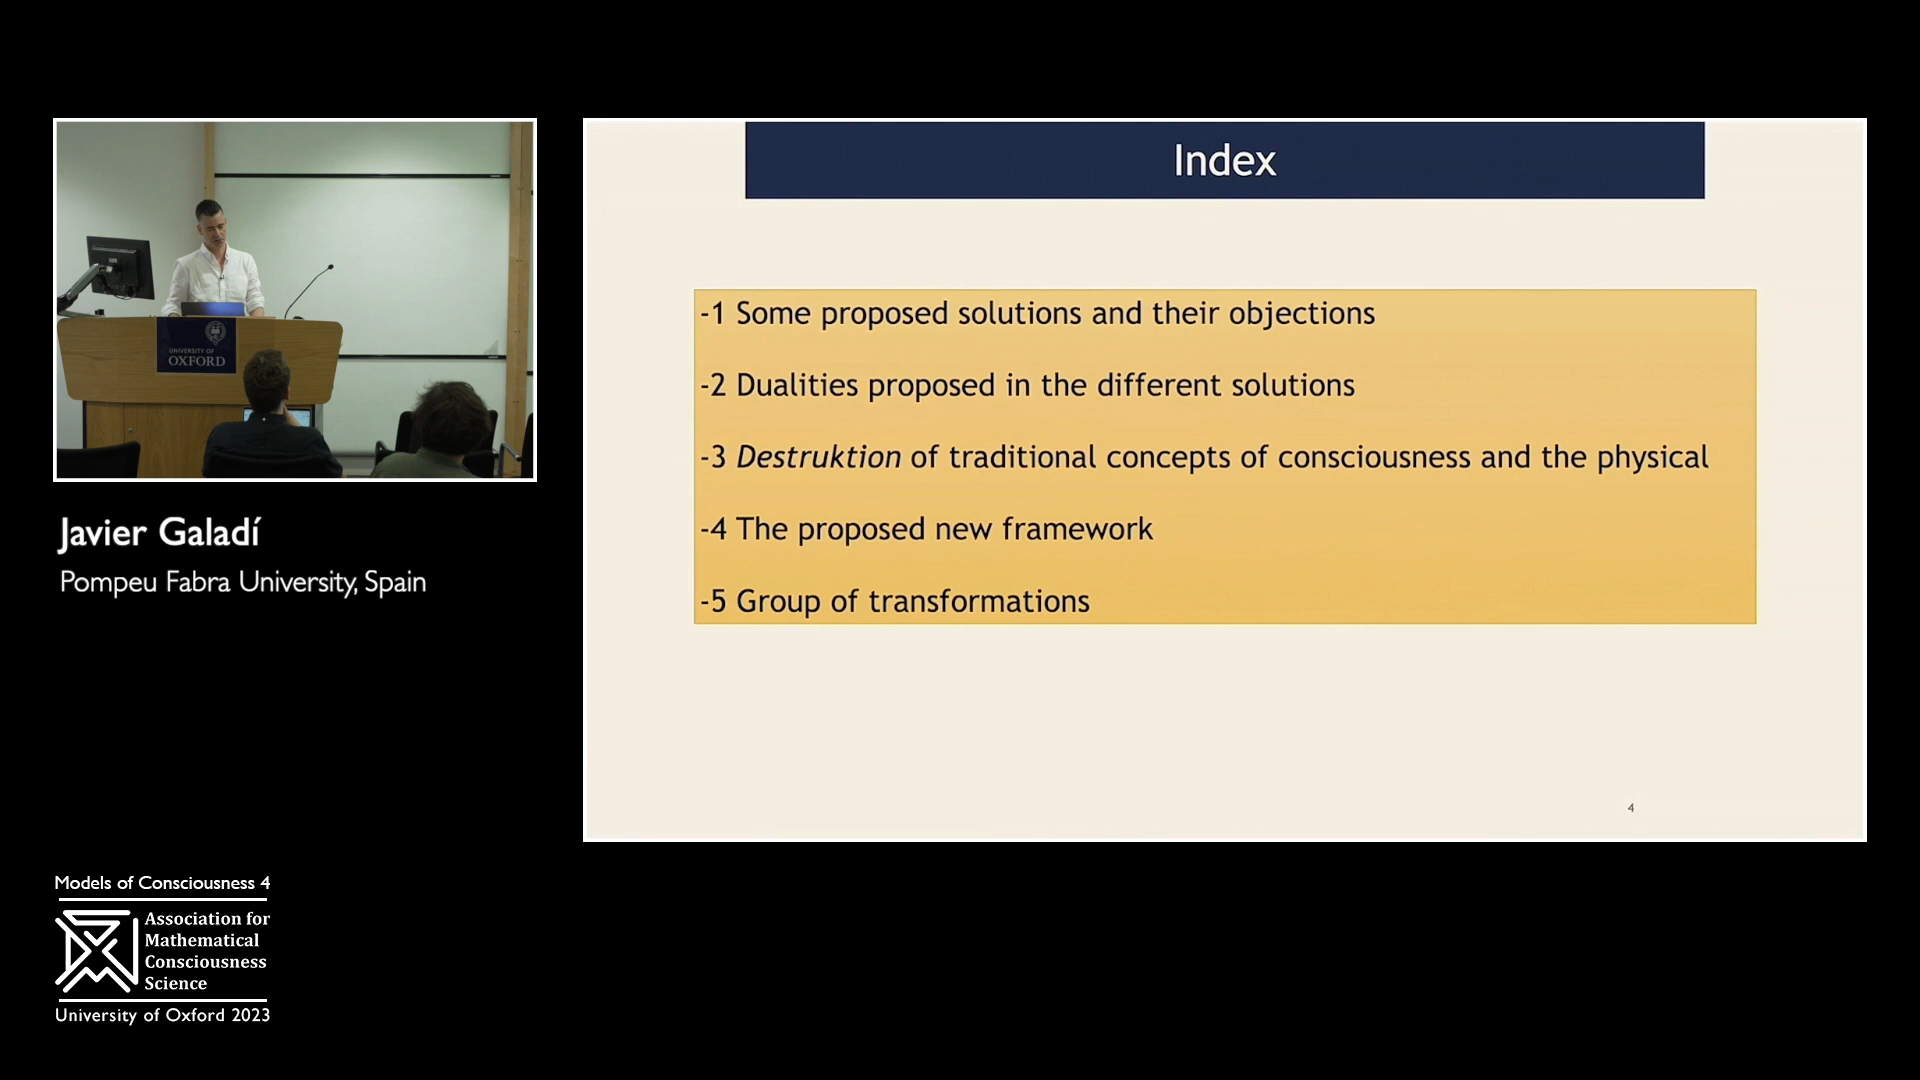 UNIVERSITY OF
OXFORD
Javier Galadí
Pompeu Fabra University, Spain
Index
-1 Some proposed solutions and their objections
-2 Dualities proposed in the different solutions
-3 Destruktion of traditional concepts of consciousness and the physical
-4 The proposed new framework
-5 Group of transformations
4
Models of Consciousness 4
Association for
Mathematical
Consciousness
Science
University of Oxford 2023